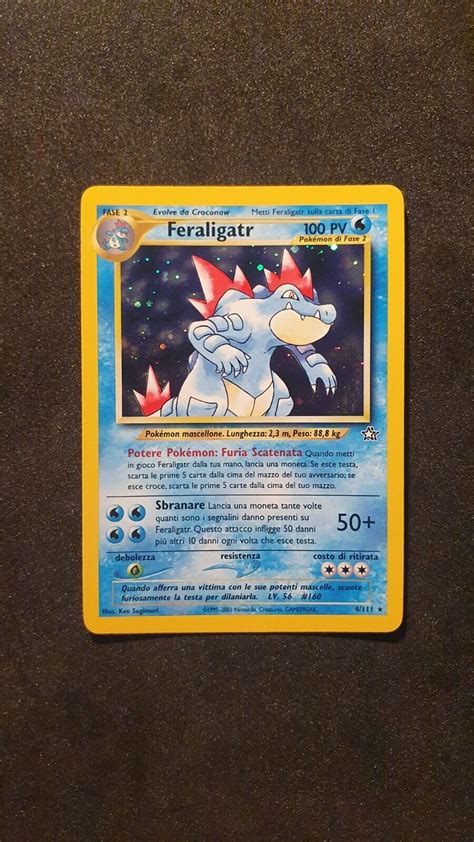 FASE 2 Evolve da Croconaw Metti Feraligatr sulla carta di Fase 1
Feraligatr 100 PV
Pokémon di Fase 2
Pokémon mascellone. Lunghezza: 2,3 m, Peso: 88,8 kg
Potere Pokémon: Furia Scatenata Quando metti
in gioco Feraligatr dalla tua mano, lancia una moneta. Se esce testa,
scarta le prime 5 carte dalla cima del mazzo del tuo avversario; se
esce croce, scarta le prime 5 carte dalla cima del tuo mazzo.
Sbranare Lancia una moneta tante volte
quanti sono i segnalini danno presenti su
Feraligatr. Questo attacco infligge 50 danni
più altri 10 danni ogni volta che esce testa.
50+
debolezza resistenza costo di ritirata
Quando afferra una vittima con le sue potenti mascelle, scuote
furiosamente la testa per dilaniarla. LV. 56 #160
Illus. Ken Sugimori ©1995-2001 Nintendo, Creatures, GAMEFREAK. 4/111 ★